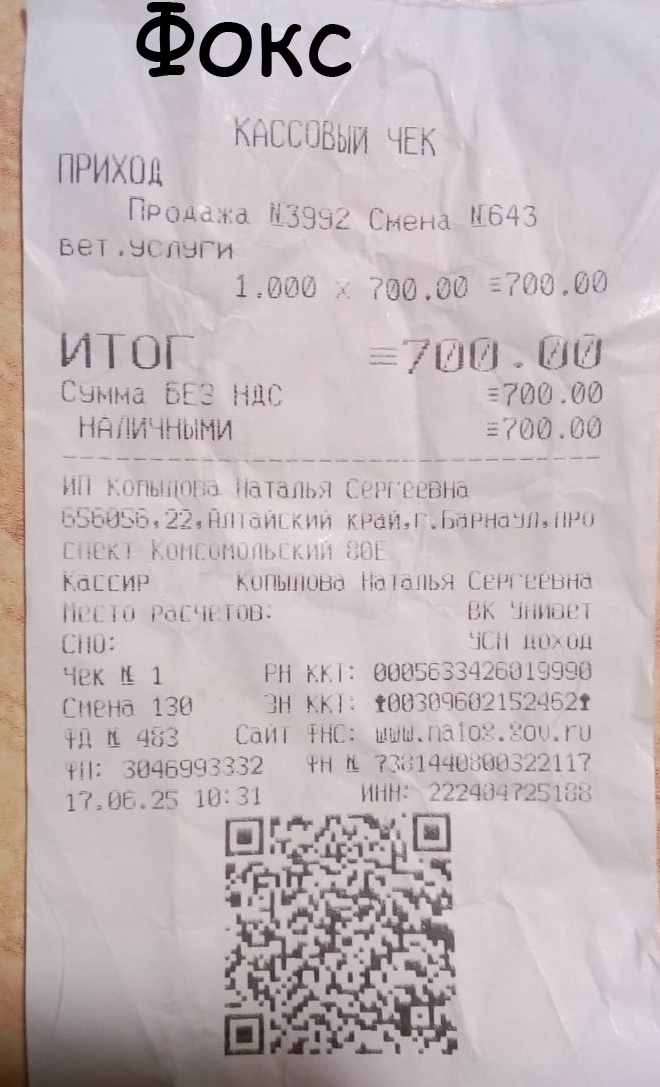 Фокс
КАССОВЫЙ ЧЕК
ПРИХОД
Продажа №3992 Смена №643
вет.услуги
1.000 x 700.00 =700.00
ИТОГ =700.00
Сумма БЕЗ НДС =700.00
НАЛИЧНЫМИ =700.00
ИП Копылова Наталья Сергеевна
656056,22,Алтайский край,г.Барнаул,про
спект Комсомольский 80Е
Кассир Копылова Наталья Сергеевна
Место расчетов: ВК Унивет
СНО: УСН доход
Чек № 1 РН ККТ: 0005633426019990
Смена 130 ЗН ККТ: 00309602152462
ФД № 483 Сайт ФНС: www.nalog.gov.ru
ФП: 3046993332 ФН № 7381440800322117
17.06.25 10:31 ИНН: 222404725188